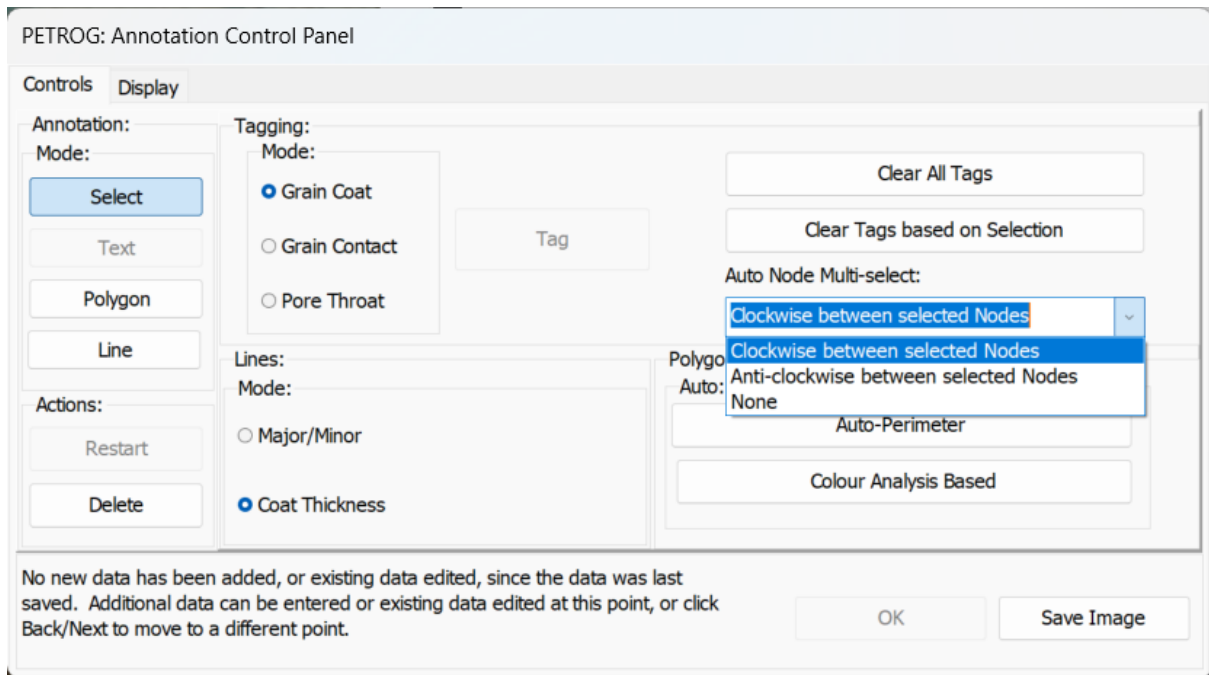 PETROG: Annotation Control Panel
Controls
Display
Annotation:
Mode:
Select
Text
Polygon
Line
Actions:
Restart
Delete
Tagging:
Mode:
Grain Coat
Grain Contact
Pore Throat
Tag
Clear All Tags
Clear Tags based on Selection
Auto Node Multi-select:
Clockwise between selected Nodes
Clockwise between selected Nodes
Anti-clockwise between selected Nodes
None
Lines:
Mode:
Major/Minor
Coat Thickness
Polygo
Auto:
Auto-Perimeter
Colour Analysis Based
No new data has been added, or existing data edited, since the data was last
saved. Additional data can be entered or existing data edited at this point, or click
Back/Next to move to a different point.
OK
Save Image